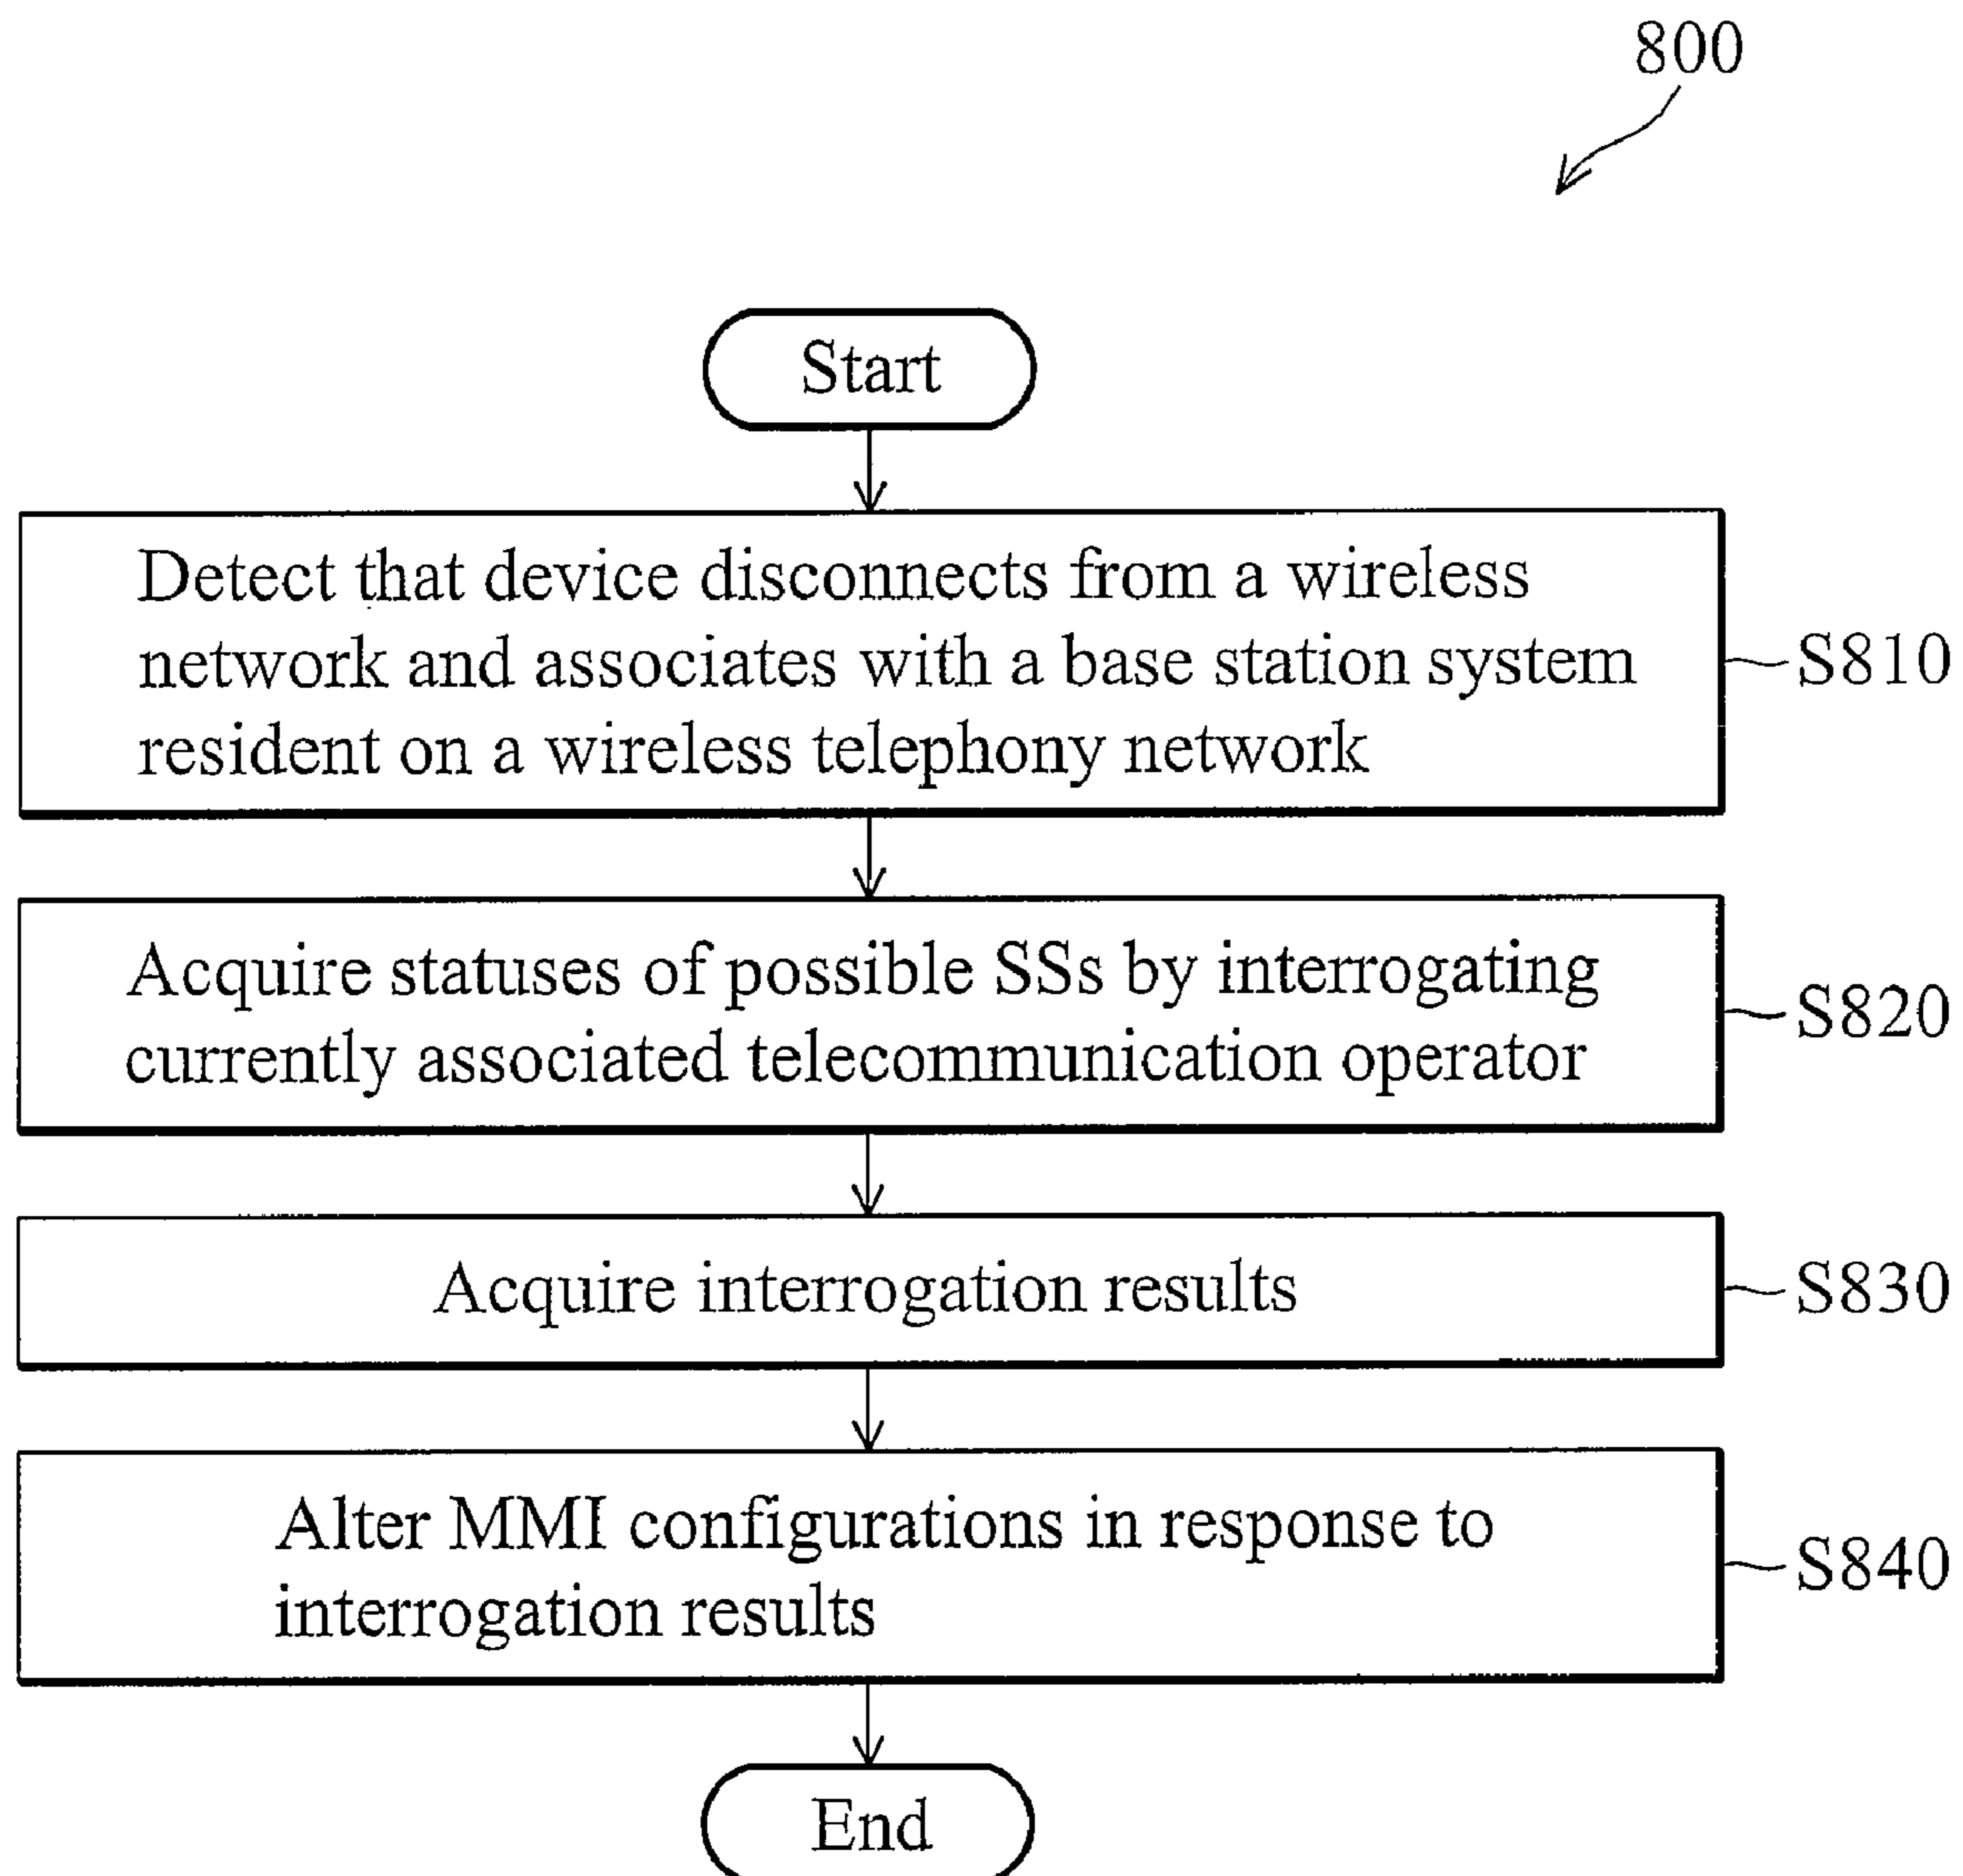 800
Start
Detect that device disconnects from a wireless
network and associates with a base station system
resident on a wireless telephony network
S810
Acquire statuses of possible SSs by interrogating
currently associated telecommunication operator
S820
Acquire interrogation results
S830
Alter MMI configurations in response to
interrogation results
S840
End